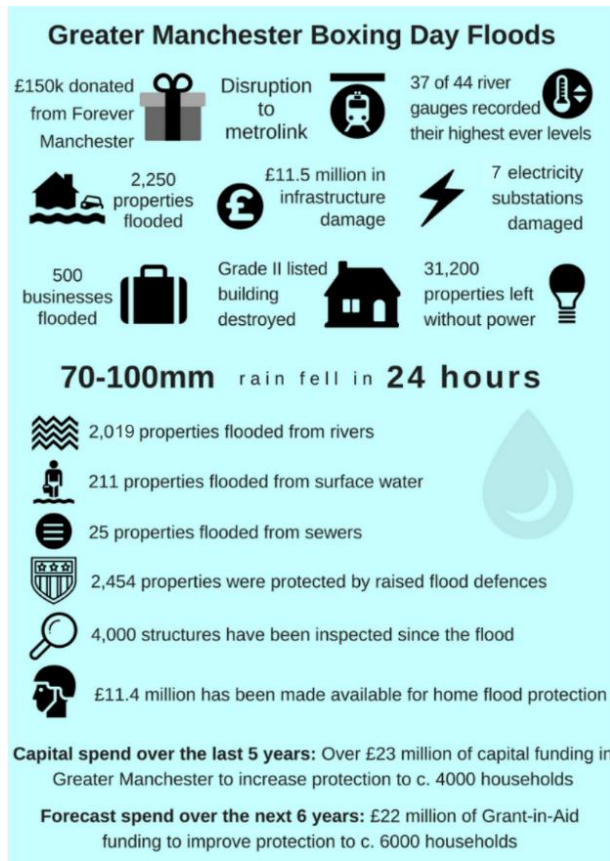 Greater Manchester Boxing Day Floods
£150k donated
from Forever
Manchester
Disruption
to
metrolink
37 of 44 river
gauges recorded
their highest ever levels
2,250
properties
flooded
£
£11.5 million in
infrastructure
damage
7 electricity
substations
damaged
500
businesses
flooded
Grade II listed
building
destroyed
31,200
properties left
without power
70-100mm rain fell in 24 hours
2,019 properties flooded from rivers
211 properties flooded from surface water
25 properties flooded from sewers
2,454 properties were protected by raised flood defences
4,000 structures have been inspected since the flood
£11.4 million has been made available for home flood protection
Capital spend over the last 5 years: Over £23 million of capital funding in
Greater Manchester to increase protection to c. 4000 households
Forecast spend over the next 6 years: £22 million of Grant-in-Aid
funding to improve protection to c. 6000 households